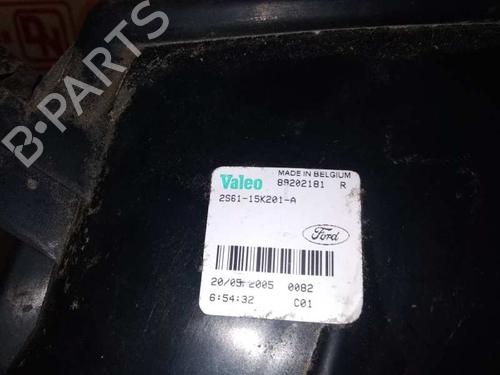 B-PARTS
Valeo
MADE IN BELGIUM
89202181 R
2S61-15K201-A
Ford
20/05 2005 0082
6:54:32 C01